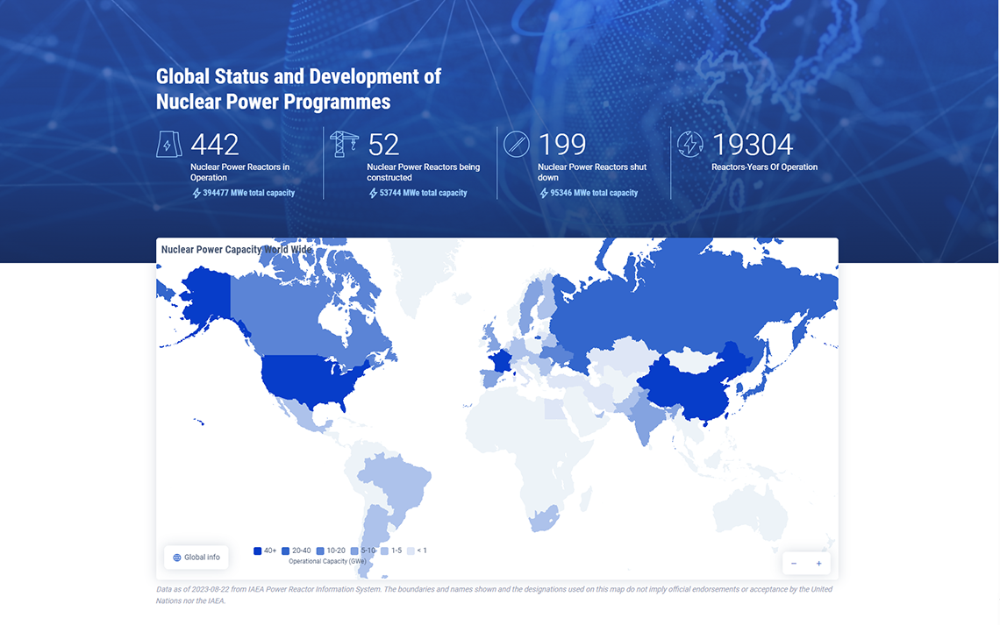 Global Status and Development of
Nuclear Power Programmes
442
Nuclear Power Reactors in
Operation
394477 MWe total capacity
52
Nuclear Power Reactors being
constructed
53744 MWe total capacity
199
Nuclear Power Reactors shut
down
95346 MWe total capacity
19304
Reactors-Years Of Operation
Nuclear Power Capacity World Wide
Global info
40+ 20-40 10-20 5-10 1-5 < 1
Operational Capacity (GWe)
− +
Data as of 2023-08-22 from IAEA Power Reactor Information System. The boundaries and names shown and the designations used on this map do not imply official endorsements or acceptance by the United
Nations nor the IAEA.